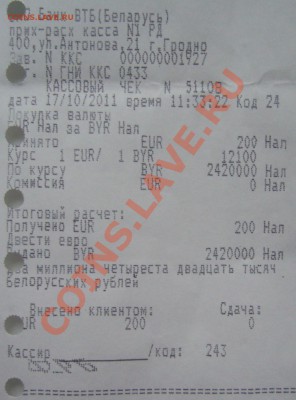 Банк ВТБ(Беларусь)
прих-расх касса N1 РД
400,ул.Антонова,21 г.Гродно
Зав. N ККС 000000001927
N ГНИ ККС 0433
КАССОВЫЙ ЧЕК N 5110В
дата 17/10/2011 время 11:33:22 Код 24
Покупка валюты
EUR Нал за BYR Нал
Принято EUR 200 Нал
Курс 1 EUR/ 1 BYR 12100
По курсу BYR 2420000 Нал
Комиссия EUR 0 Нал
Итоговый расчет:
Получено EUR 200 Нал
Двести евро
Выдано BYR 2420000 Нал
Два миллиона четыреста двадцать тысяч
Белорусских рублей
Внесено клиентом: Сдача:
EUR 200 0
Кассир /код: 243
COINS.LAVE.RU